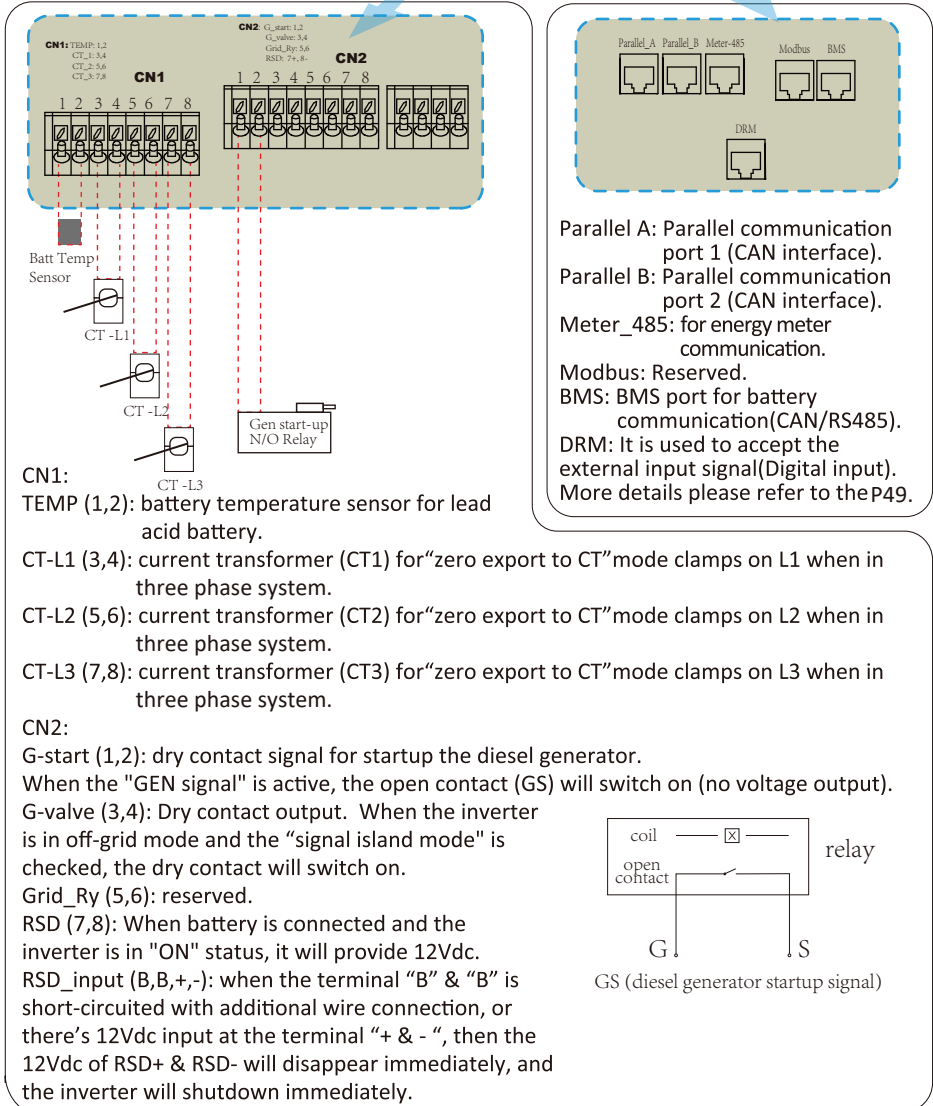 CN1: TEMP: 1,2
CT_1: 3,4
CT_2: 5,6
CT_3: 7,8
CN1
1 2 3 4 5 6 7 8
CN2: G_start: 1,2
G_valve: 3,4
Grid_Ry: 5,6
RSD: 7+, 8-
CN2
1 2 3 4 5 6 7 8
Batt Temp
Sensor
CT -L1
CT -L2
CT -L3
Gen start-up
N/O Relay
Parallel_A Parallel_B Meter-485
Modbus BMS
DRM
Parallel A: Parallel communication
port 1 (CAN interface).
Parallel B: Parallel communication
port 2 (CAN interface).
Meter_485: for energy meter
communication.
Modbus: Reserved.
BMS: BMS port for battery
communication(CAN/RS485).
DRM: It is used to accept the
external input signal(Digital input).
More details please refer to the P49.
CN1:
TEMP (1,2): battery temperature sensor for lead
acid battery.
CT-L1 (3,4): current transformer (CT1) for“zero export to CT”mode clamps on L1 when in
three phase system.
CT-L2 (5,6): current transformer (CT2) for“zero export to CT”mode clamps on L2 when in
three phase system.
CT-L3 (7,8): current transformer (CT3) for“zero export to CT”mode clamps on L3 when in
three phase system.
CN2:
G-start (1,2): dry contact signal for startup the diesel generator.
When the "GEN signal" is active, the open contact (GS) will switch on (no voltage output).
G-valve (3,4): Dry contact output. When the inverter
is in off-grid mode and the “signal island mode" is
checked, the dry contact will switch on.
Grid_Ry (5,6): reserved.
RSD (7,8): When battery is connected and the
inverter is in "ON" status, it will provide 12Vdc.
RSD_input (B,B,+,-): when the terminal “B” & “B” is
short-circuited with additional wire connection, or
there’s 12Vdc input at the terminal “+ & - “, then the
12Vdc of RSD+ & RSD- will disappear immediately, and
the inverter will shutdown immediately.
coil
open
contact
relay
G S
GS (diesel generator startup signal)